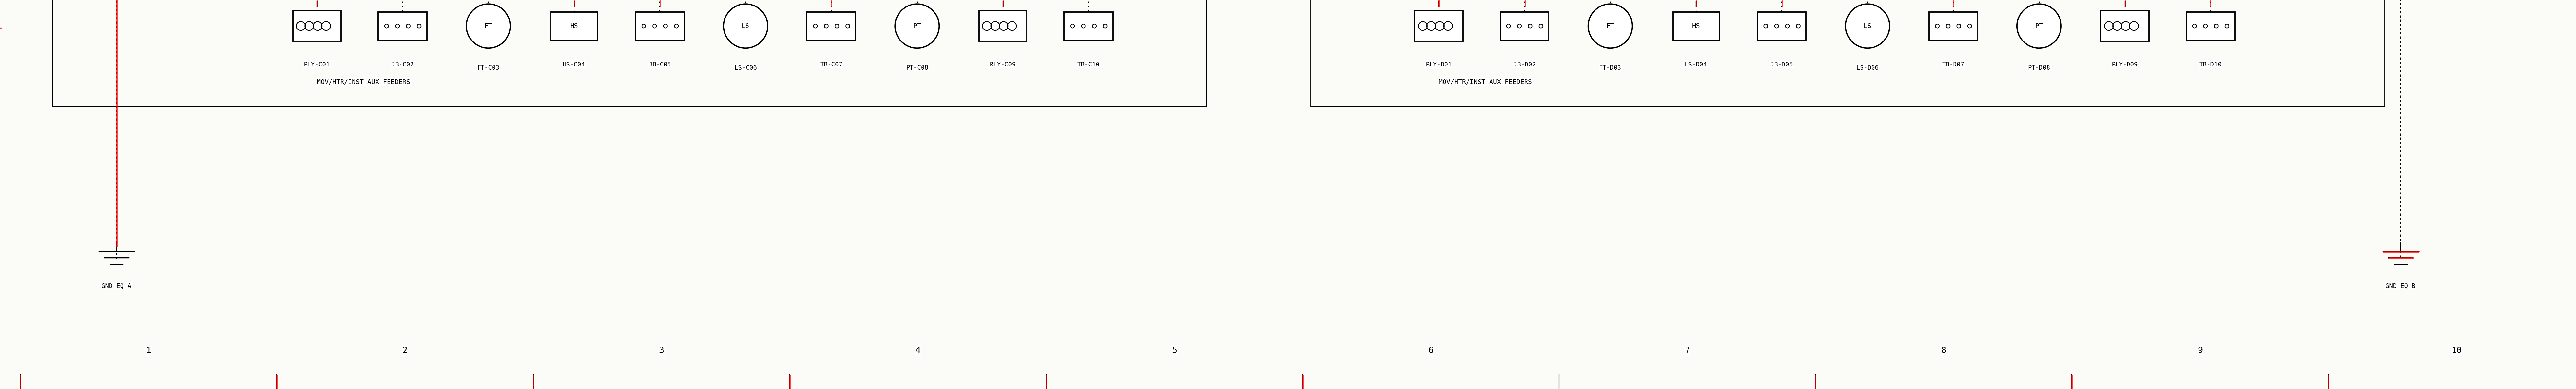 FT HS LS PT FT HS LS PT
RLY-C01 JB-C02 FT-C03 HS-C04 JB-C05 LS-C06 TB-C07 PT-C08 RLY-C09 TB-C10 RLY-D01 JB-D02 FT-D03 HS-D04 JB-D05 LS-D06 TB-D07 PT-D08 RLY-D09 TB-D10
MOV/HTR/INST AUX FEEDERS MOV/HTR/INST AUX FEEDERS
GND-EQ-A GND-EQ-B
1 2 3 4 5 6 7 8 9 10